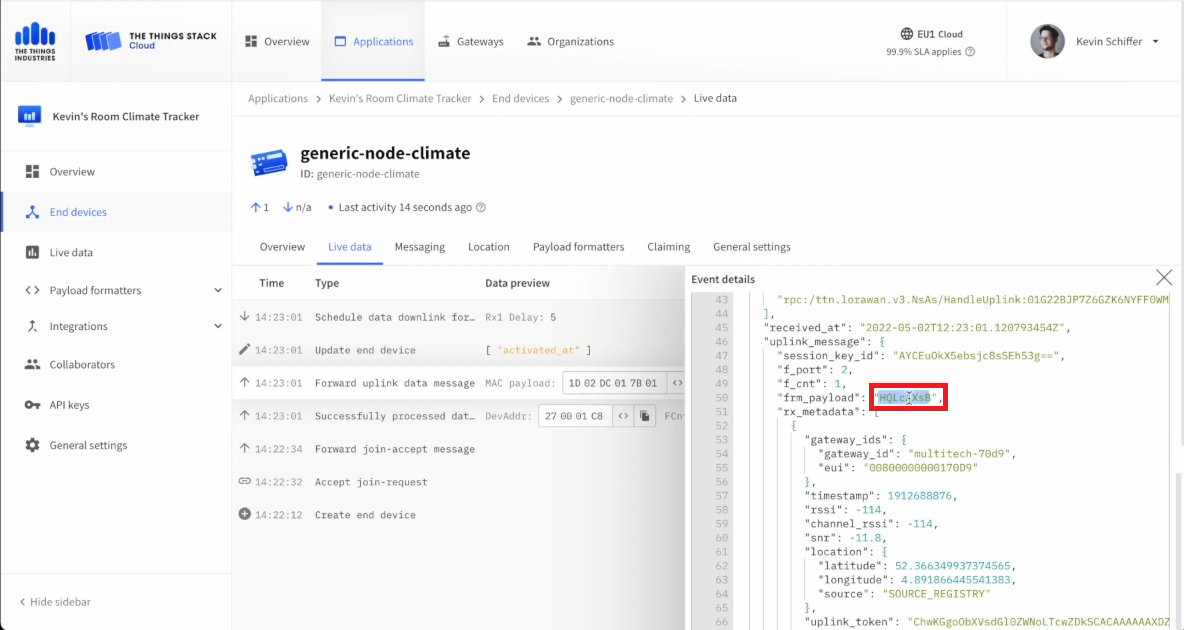 THE THINGS
INDUSTRIES
THE THINGS STACK
Cloud
Overview
Applications
Gateways
Organizations
EU1 Cloud
99.9% SLA applies
Kevin Schiffer
Kevin's Room Climate Tracker
Overview
End devices
Live data
Payload formatters
Integrations
Collaborators
API keys
General settings
Hide sidebar
Applications > Kevin's Room Climate Tracker > End devices > generic-node-climate > Live data
generic-node-climate
ID: generic-node-climate
↑ 1 ↓ n/a • Last activity 14 seconds ago
Overview Live data Messaging Location Payload formatters Claiming General settings
Time Type Data preview
14:23:01 Schedule data downlink for… Rx1 Delay: 5
14:23:01 Update end device [ "activated_at" ]
14:23:01 Forward uplink data message MAC payload: 1D 02 DC 01 7B 01 <>
14:23:01 Successfully processed dat… DevAddr: 27 00 01 C8 <> FCn
14:22:34 Forward join-accept message
14:22:32 Accept join-request
14:22:12 Create end device
Event details
43 "rpc:/ttn.lorawan.v3.NsAs/HandleUplink:01G22BJP7Z6GZK6NYFF0WM
44 ],
45 "received_at": "2022-05-02T12:23:01.120793454Z",
46 "uplink_message": {
47 "session_key_id": "AYCEuOkX5ebsjc8sSEh53g==",
48 "f_port": 2,
49 "f_cnt": 1,
50 "frm_payload": "HQLcAXsB",
51 "rx_metadata": [
52 {
53 "gateway_ids": {
54 "gateway_id": "multitech-70d9",
55 "eui": "00800000000170D9"
56 },
57 "timestamp": 1912688876,
58 "rssi": -114,
59 "channel_rssi": -114,
60 "snr": -11.8,
61 "location": {
62 "latitude": 52.366349937374565,
63 "longitude": 4.891866445541383,
64 "source": "SOURCE_REGISTRY"
65 },
66 "uplink_token": "ChwKGgoObXVsdGl0ZWNoLTcwZDkSCACAAAAAAXDZ